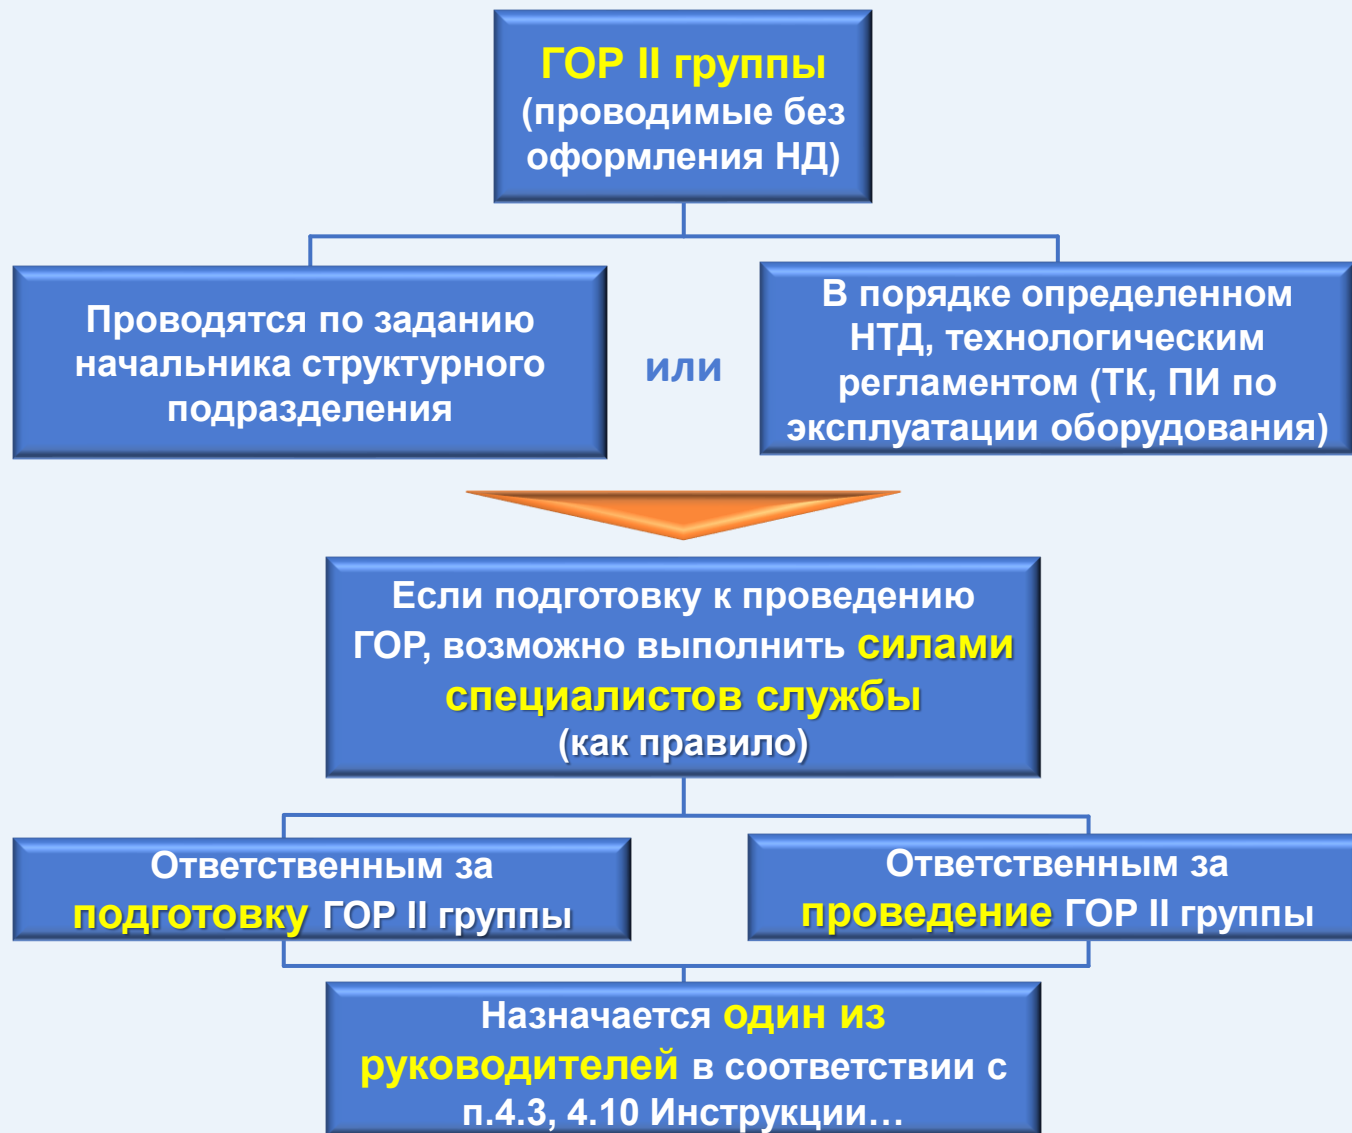 ГОР II группы
(проводимые без
оформления НД)
Проводятся по заданию
начальника структурного
подразделения
или
В порядке определенном
НТД, технологическим
регламентом (ТК, ПИ по
эксплуатации оборудования)
Если подготовку к проведению
ГОР, возможно выполнить силами
специалистов службы
(как правило)
Ответственным за
подготовку ГОР II группы
Ответственным за
проведение ГОР II группы
Назначается один из
руководителей в соответствии с
п.4.3, 4.10 Инструкции…